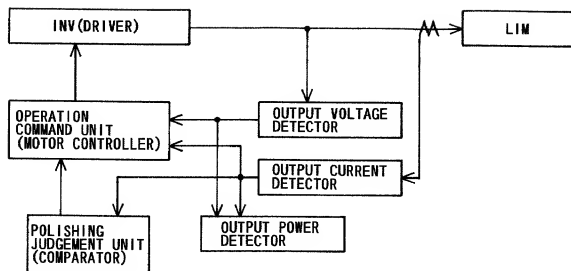 INV(DRIVER)
LIM
OPERATION
COMMAND UNIT
(MOTOR CONTROLLER)
OUTPUT VOLTAGE
DETECTOR
OUTPUT CURRENT
DETECTOR
POLISHING
JUDGEMENT UNIT
(COMPARATOR)
OUTPUT POWER
DETECTOR